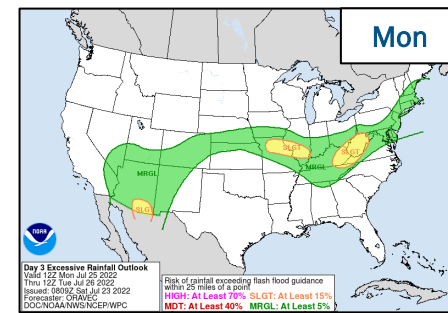 Mon
SLGT
SLGT
MRGL
MRGL
SLGT
NOAA
Day 3 Excessive Rainfall Outlook
Valid 12Z Mon Jul 25 2022
Thru 12Z Tue Jul 26 2022
Issued: 0809Z Sat Jul 23 2022
Forecaster: ORAVEC
DOC/NOAA/NWS/NCEP/WPC
Risk of rainfall exceeding flash flood guidance
within 25 miles of a point
HIGH: At Least 70% SLGT: At Least 15%
MDT: At Least 40% MRGL: At Least 5%